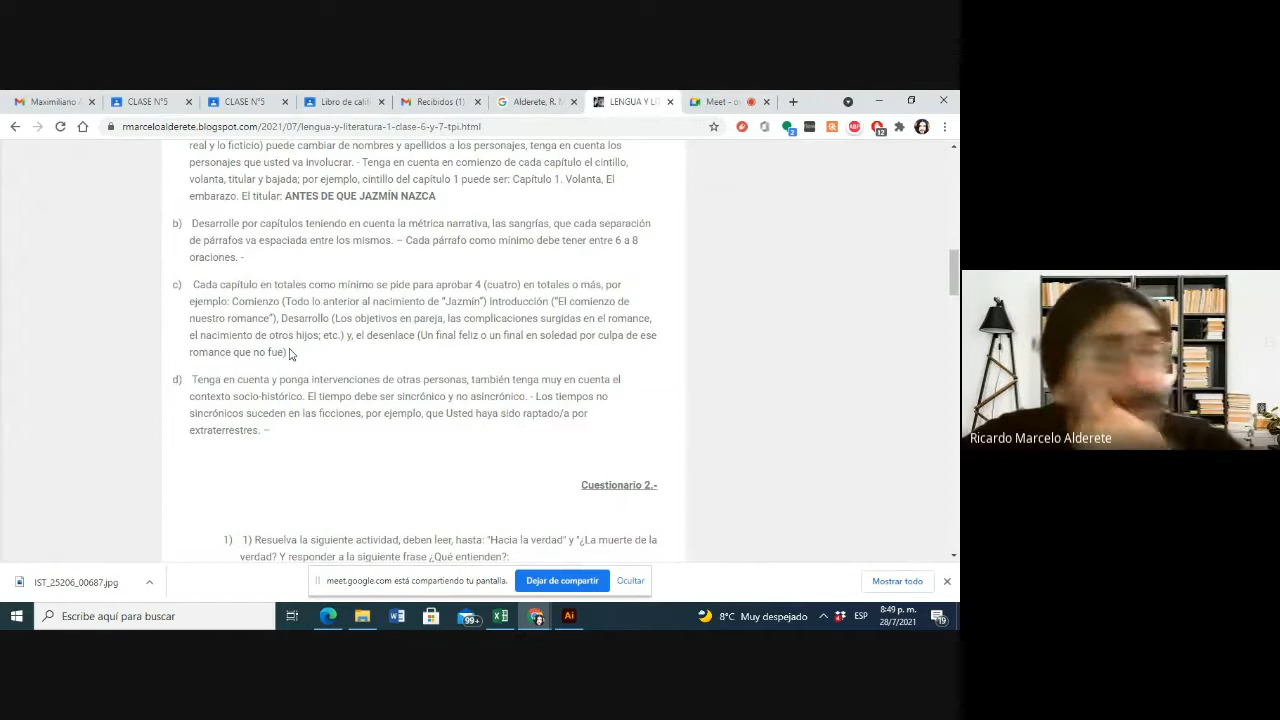 Maximiliano
CLASE N°5
CLASE N°5
Libro de calif
Recibidos (1)
Alderete, R. M
LENGUA Y LI
Meet - o
marceloalderete.blogspot.com/2021/07/lengua-y-literatura-1-clase-6-y-7-tpi.html
real y lo ficticio) puede cambiar de nombres y apellidos a los personajes, tenga en cuenta los
personajes que usted va involucrar. - Tenga en cuenta en comienzo de cada capítulo el cintillo,
volanta, titular y bajada; por ejemplo, cintillo del capítulo 1 puede ser: Capítulo 1. Volanta, El
embarazo. El titular: ANTES DE QUE JAZMÍN NAZCA
b) Desarrolle por capítulos teniendo en cuenta la métrica narrativa, las sangrías, que cada separación
de párrafos va espaciada entre los mismos. – Cada párrafo como mínimo debe tener entre 6 a 8
oraciones. -
c) Cada capítulo en totales como mínimo se pide para aprobar 4 (cuatro) en totales o más, por
ejemplo: Comienzo (Todo lo anterior al nacimiento de “Jazmín”) Introducción (“El comienzo de
nuestro romance”), Desarrollo (Los objetivos en pareja, las complicaciones surgidas en el romance,
el nacimiento de otros hijos; etc.) y, el desenlace (Un final feliz o un final en soledad por culpa de ese
romance que no fue)
d) Tenga en cuenta y ponga intervenciones de otras personas, también tenga muy en cuenta el
contexto socio-histórico. El tiempo debe ser sincrónico y no asincrónico. - Los tiempos no
sincrónicos suceden en las ficciones, por ejemplo, que Usted haya sido raptado/a por
extraterrestres. –
Cuestionario 2.-
1) 1) Resuelva la siguiente actividad, deben leer, hasta: "Hacia la verdad" y "¿La muerte de la
verdad? Y responder a la siguiente frase ¿Qué entienden?:
Ricardo Marcelo Alderete
IST_25206_00687.jpg
meet.google.com está compartiendo tu pantalla.
Dejar de compartir
Ocultar
Mostrar todo
Escribe aquí para buscar
99+
8°C Muy despejado
ESP
8:49 p. m.
28/7/2021
19